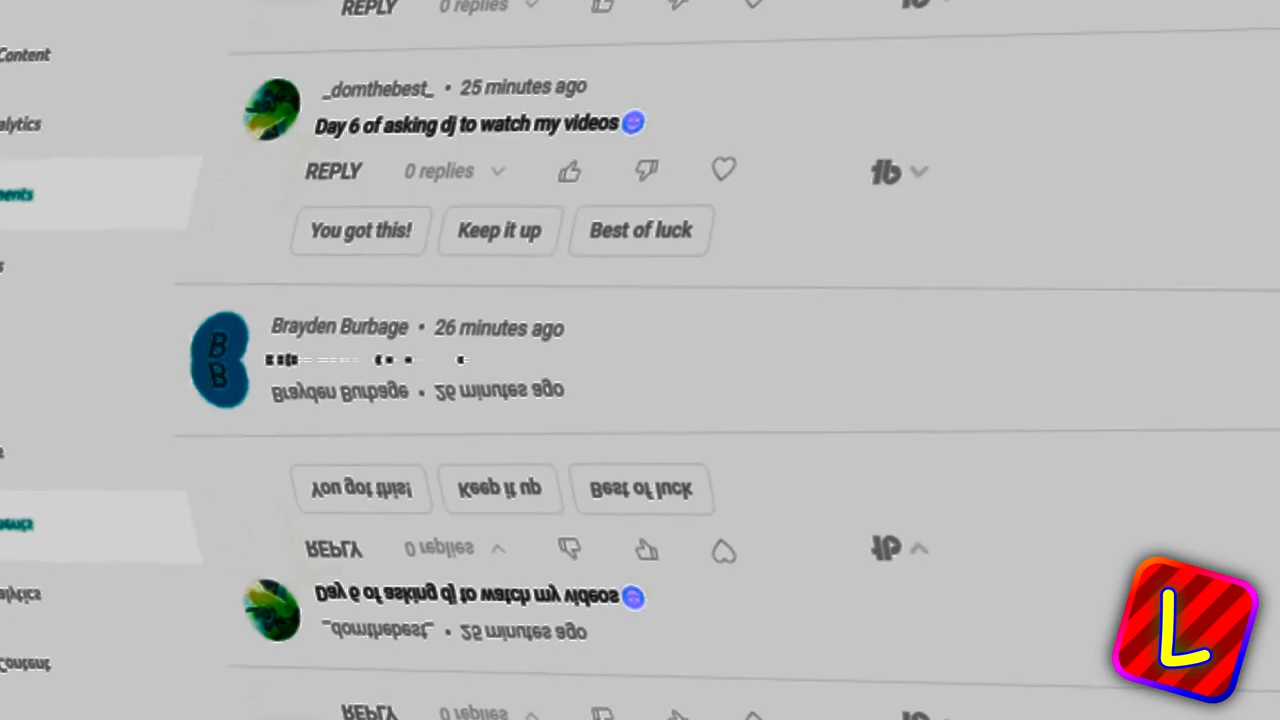 REPLY 0 replies
Content
_domthebest_ • 25 minutes ago
alytics
Day 6 of asking dj to watch my videos
REPLY 0 replies
ents
You got this! Keep it up Best of luck
s
Brayden Burbage • 26 minutes ago
B
B
Brayden Burbage • 26 minutes ago
s
You got this! Keep it up Best of luck
ents
REPLY 0 replies
Day 6 of asking dj to watch my videos
alytics
_domthebest_ • 25 minutes ago
Content
L
REPLY 0 replies